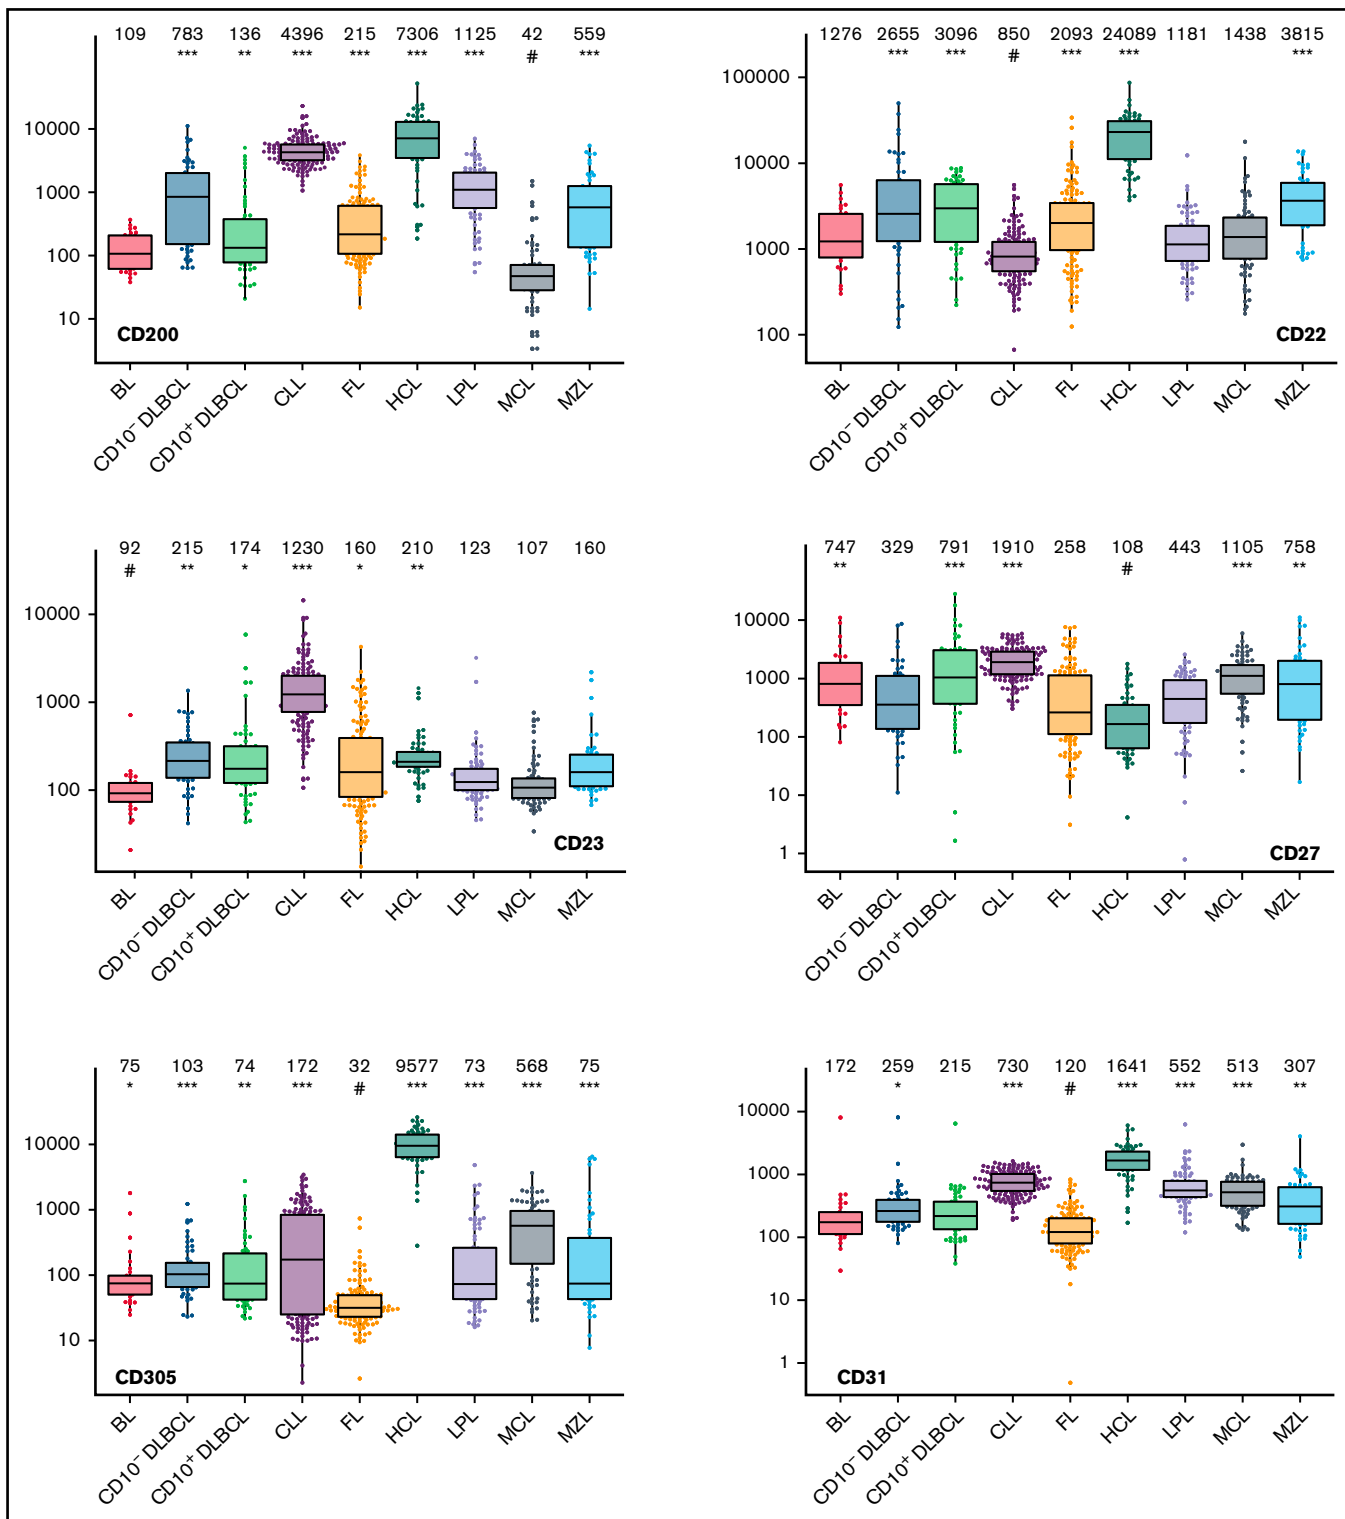 109 783 136 4396 215 7306 1125 42 559
*** ** *** *** *** *** # ***
10000
1000
100
10
CD200
BL CD10⁻ DLBCL CD10⁺ DLBCL CLL FL HCL LPL MCL MZL
1276 2655 3096 850 2093 24089 1181 1438 3815
*** *** # *** *** ***
100000
10000
1000
100
CD22
BL CD10⁻ DLBCL CD10⁺ DLBCL CLL FL HCL LPL MCL MZL
92 215 174 1230 160 210 123 107 160
# ** * *** * **
10000
1000
100
CD23
BL CD10⁻ DLBCL CD10⁺ DLBCL CLL FL HCL LPL MCL MZL
747 329 791 1910 258 108 443 1105 758
** *** *** # *** **
10000
1000
100
10
1
CD27
BL CD10⁻ DLBCL CD10⁺ DLBCL CLL FL HCL LPL MCL MZL
75 103 74 172 32 9577 73 568 75
* *** ** *** # *** *** *** ***
10000
1000
100
10
CD305
BL CD10⁻ DLBCL CD10⁺ DLBCL CLL FL HCL LPL MCL MZL
172 259 215 730 120 1641 552 513 307
* *** # *** *** *** **
10000
1000
100
10
1
CD31
BL CD10⁻ DLBCL CD10⁺ DLBCL CLL FL HCL LPL MCL MZL